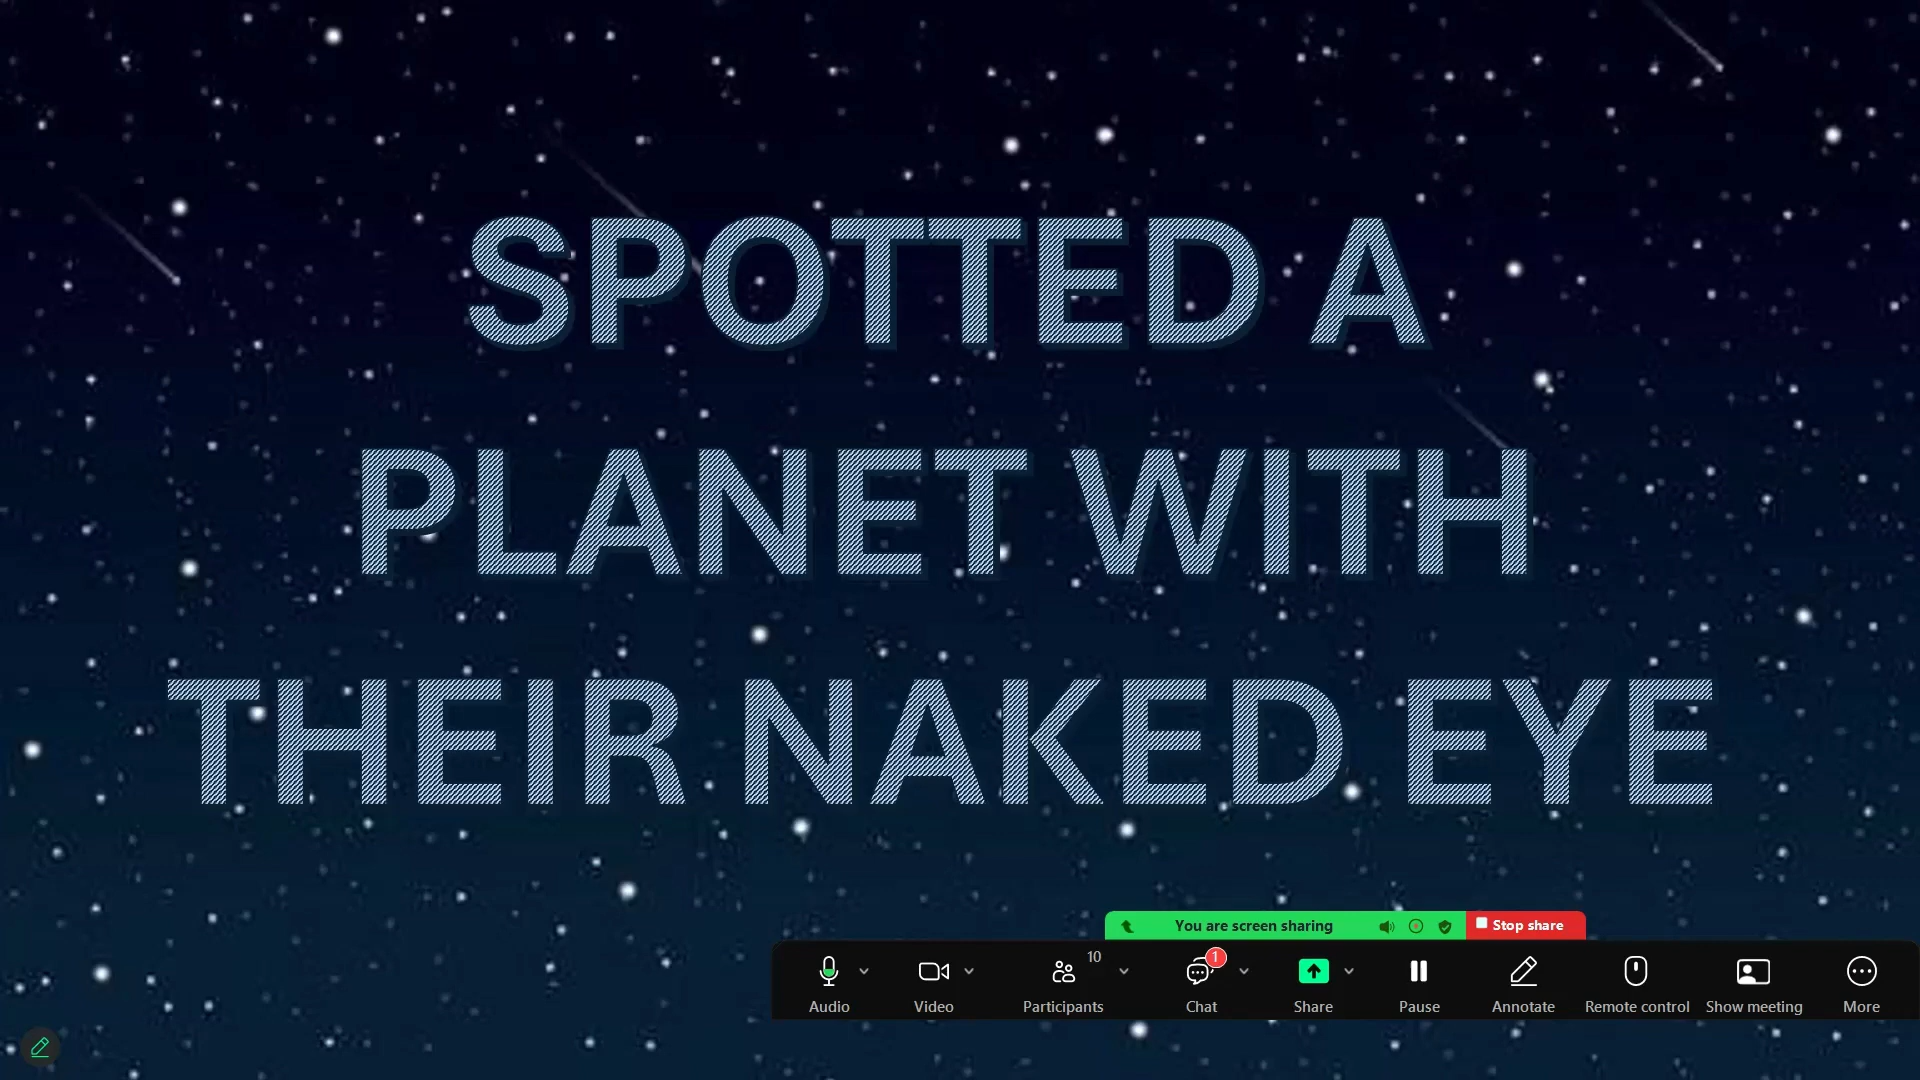 SPOTTED A
PLANET WITH
THEIR NAKED EYE
You are screen sharing Stop share
10 1
Audio Video Participants Chat Share Pause Annotate Remote control Show meeting More